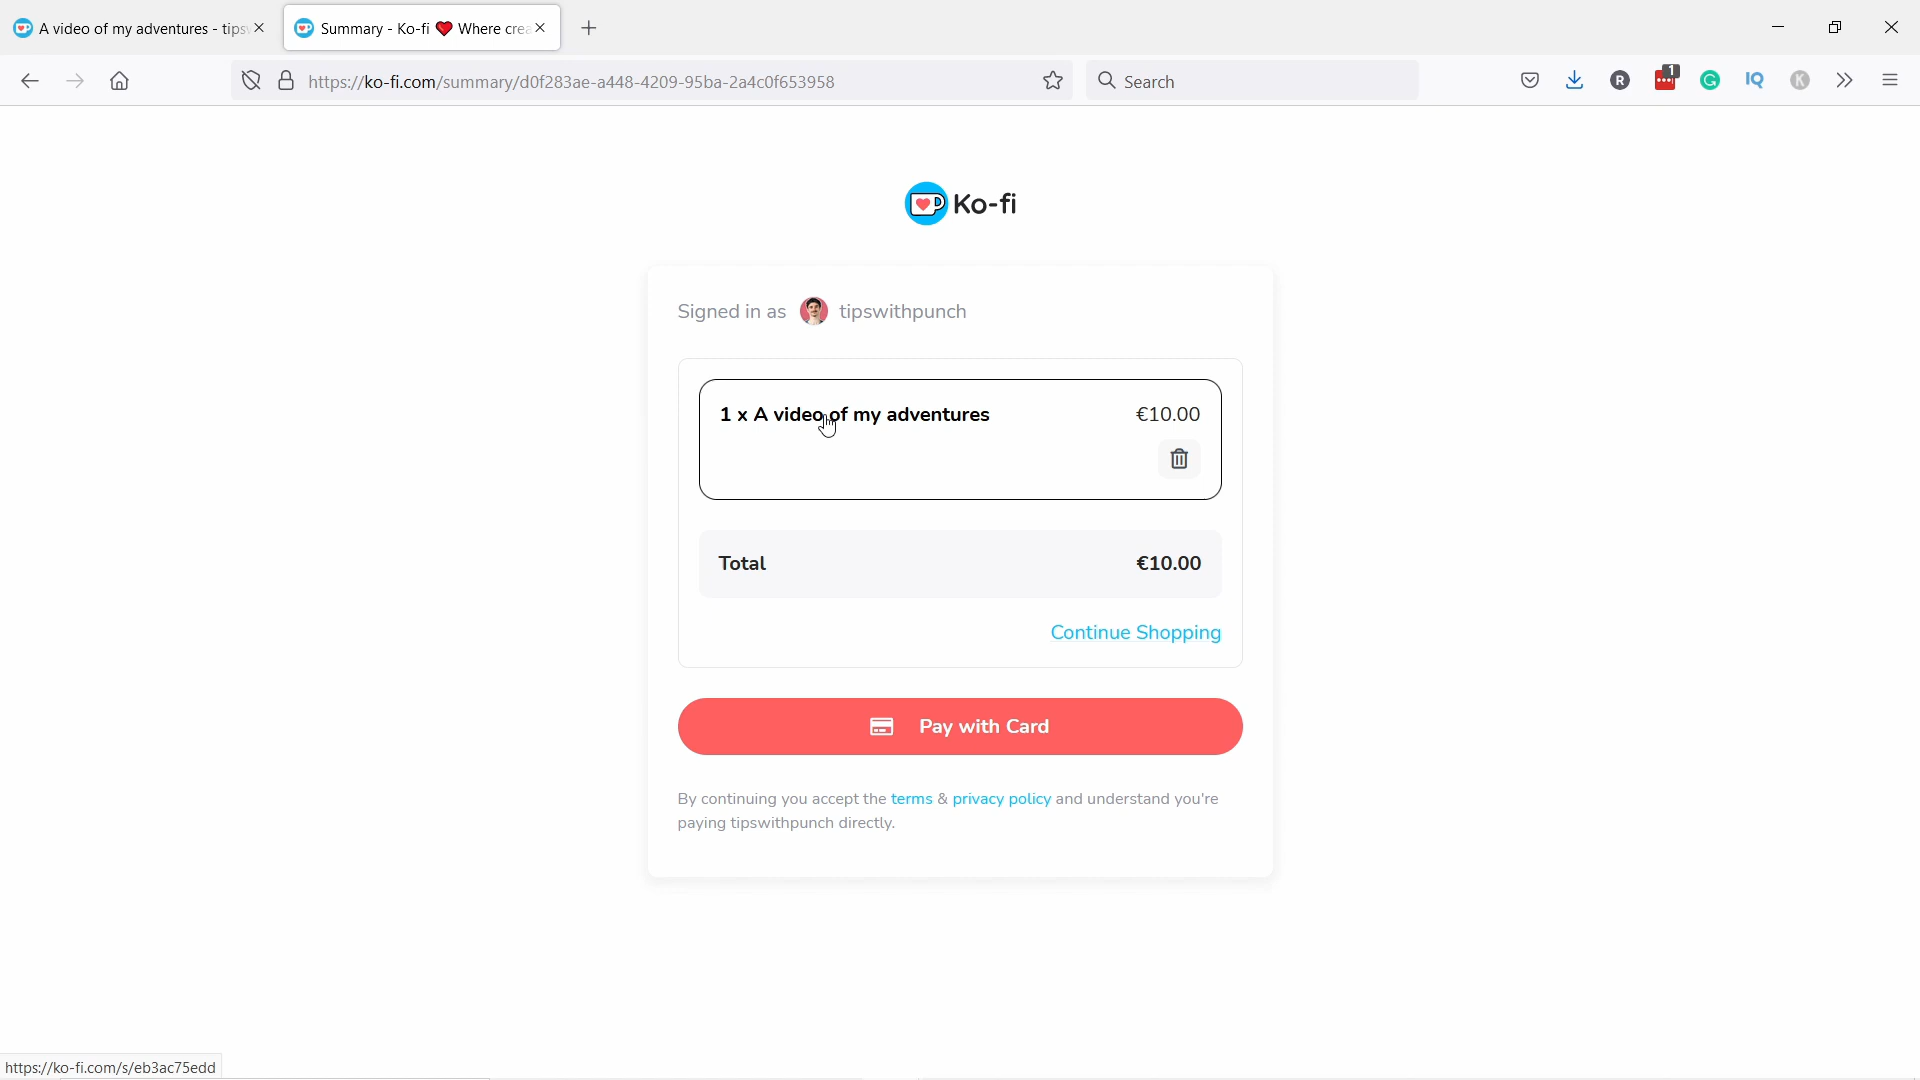 A video of my adventures - tips
Summary - Ko-fi ❤️ Where crea
https://ko-fi.com/summary/d0f283ae-a448-4209-95ba-2a4c0f653958
Search
R
1
IQ
K
Ko-fi
Signed in as tipswithpunch
1 x A video of my adventures €10.00
Total €10.00
Continue Shopping
Pay with Card
By continuing you accept the terms & privacy policy and understand you're
paying tipswithpunch directly.
https://ko-fi.com/s/eb3ac75edd